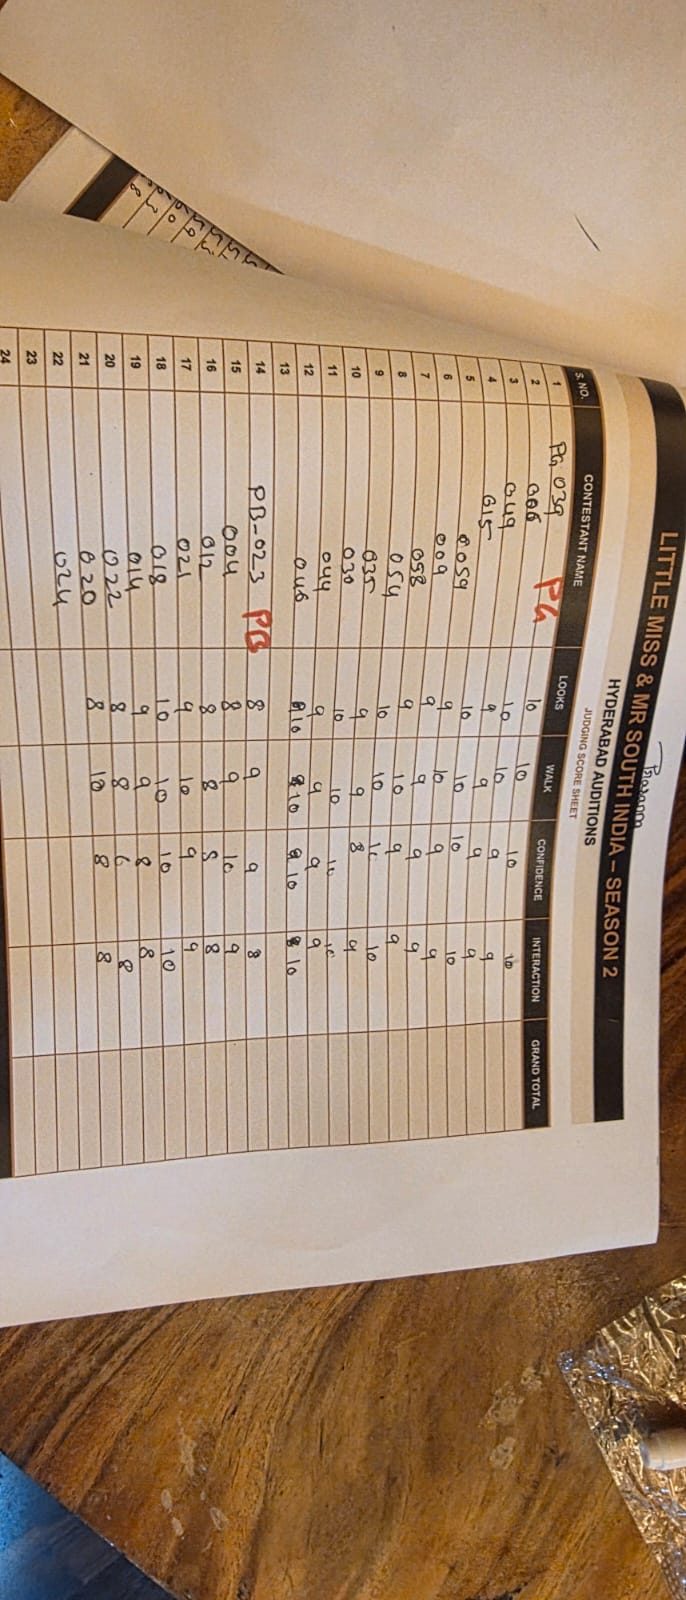 Prasanna
LITTLE MISS & MR SOUTH INDIA – SEASON 2
HYDERABAD AUDITIONS
JUDGING SCORE SHEET
S. NO. CONTESTANT NAME LOOKS WALK CONFIDENCE INTERACTION GRAND TOTAL
1 PG 039 10 10 10 10
2 006 PG 10 10 9 9
3 049 9 9 9 9
4 015 10 10 10 10
5 059 9 10 9 9
6 009 9 9 9 9
7 058 9 10 9 9
8 054 10 10 10 10
9 035 9 9 8 9
10 030 10 10 10 10
11 044 9 9 9 9
12 046 10 10 10 10
13
14 PB-023 PB 8 9 9 8
15 004 8 9 10 9
16 012 8 8 8 8
17 021 9 10 9 9
18 018 10 10 10 10
19 014 9 9 8 8
20 022 8 8 6 8
21 020 8 10 8 8
22 024
23
24